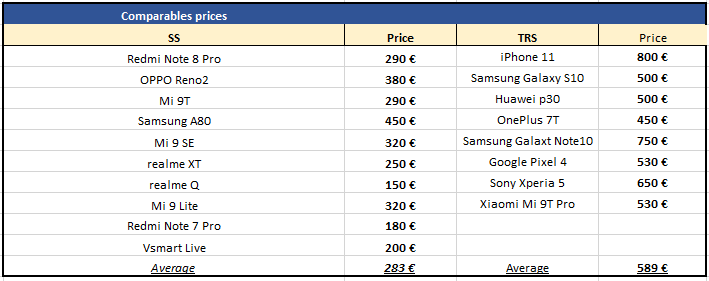 Comparables prices
SS Price TRS Price
Redmi Note 8 Pro 290 € iPhone 11 800 €
OPPO Reno2 380 € Samsung Galaxy S10 500 €
Mi 9T 290 € Huawei p30 500 €
Samsung A80 450 € OnePlus 7T 450 €
Mi 9 SE 320 € Samsung Galaxt Note10 750 €
realme XT 250 € Google Pixel 4 530 €
realme Q 150 € Sony Xperia 5 650 €
Mi 9 Lite 320 € Xiaomi Mi 9T Pro 530 €
Redmi Note 7 Pro 180 €
Vsmart Live 200 €
Average 283 € Average 589 €